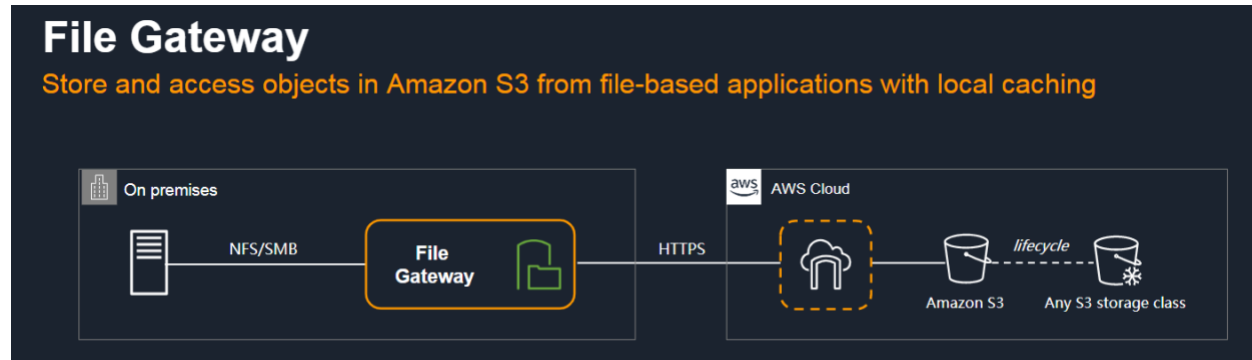 File Gateway
Store and access objects in Amazon S3 from file-based applications with local caching
On premises
NFS/SMB
File
Gateway
HTTPS
aws
AWS Cloud
lifecycle
Amazon S3
Any S3 storage class